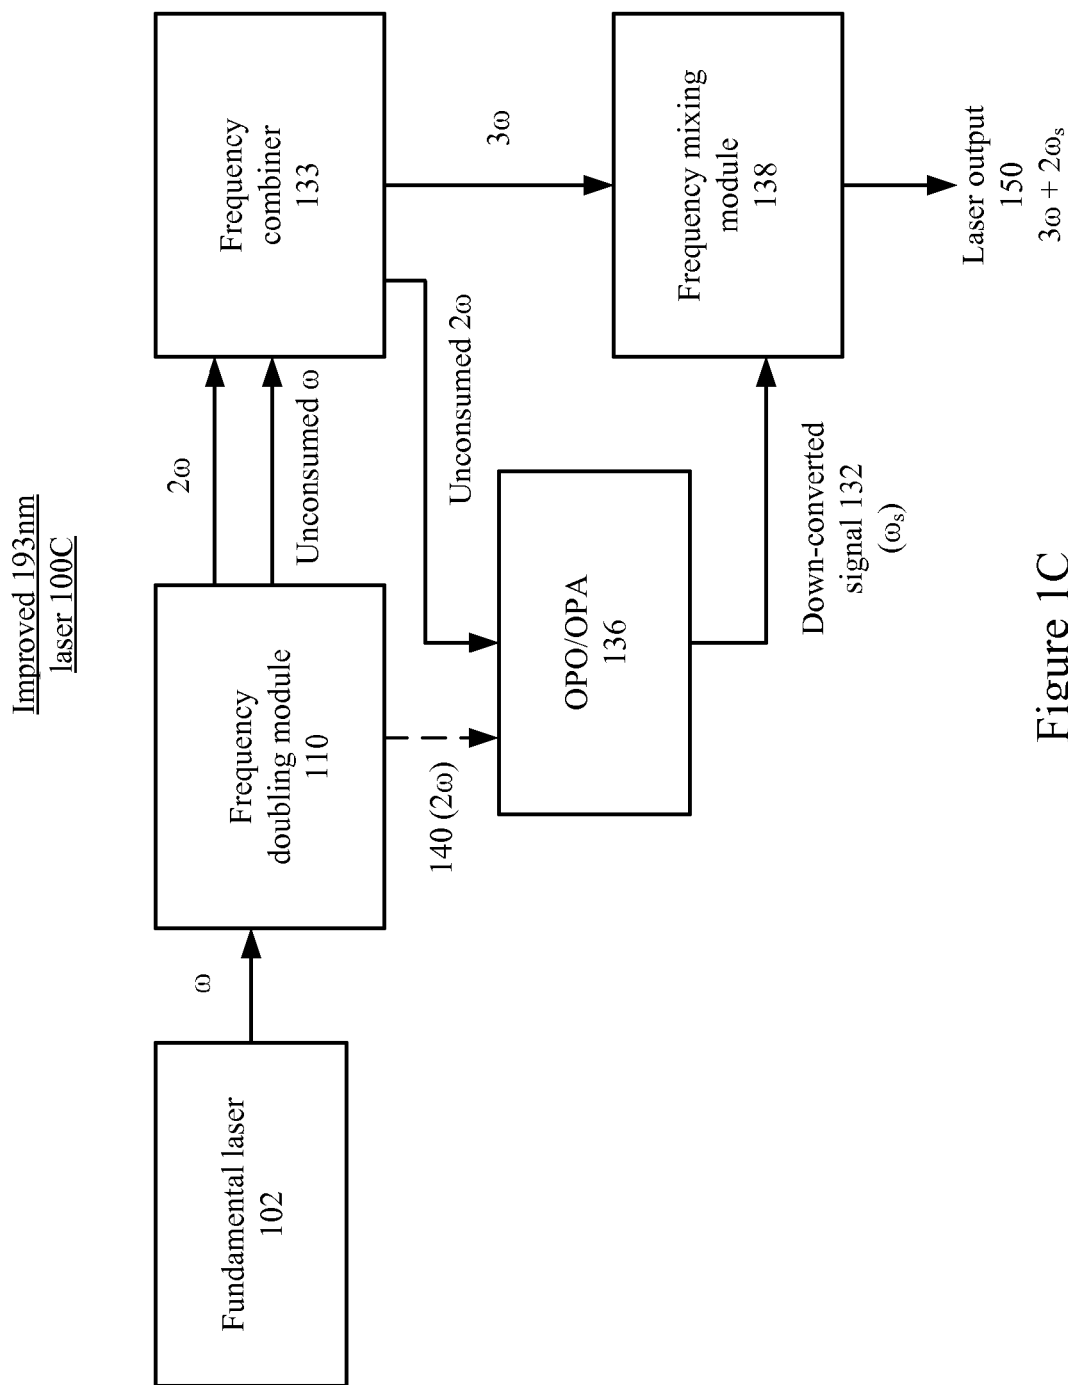 Improved 193nm
laser 100C
Fundamental laser
102
ω
Frequency
doubling module
110
2ω
Unconsumed ω
Frequency
combiner
133
140 (2ω)
Unconsumed 2ω
3ω
OPO/OPA
136
Down-converted
signal 132
(ωs)
Frequency mixing
module
138
Laser output
150
3ω + 2ωs
Figure 1C